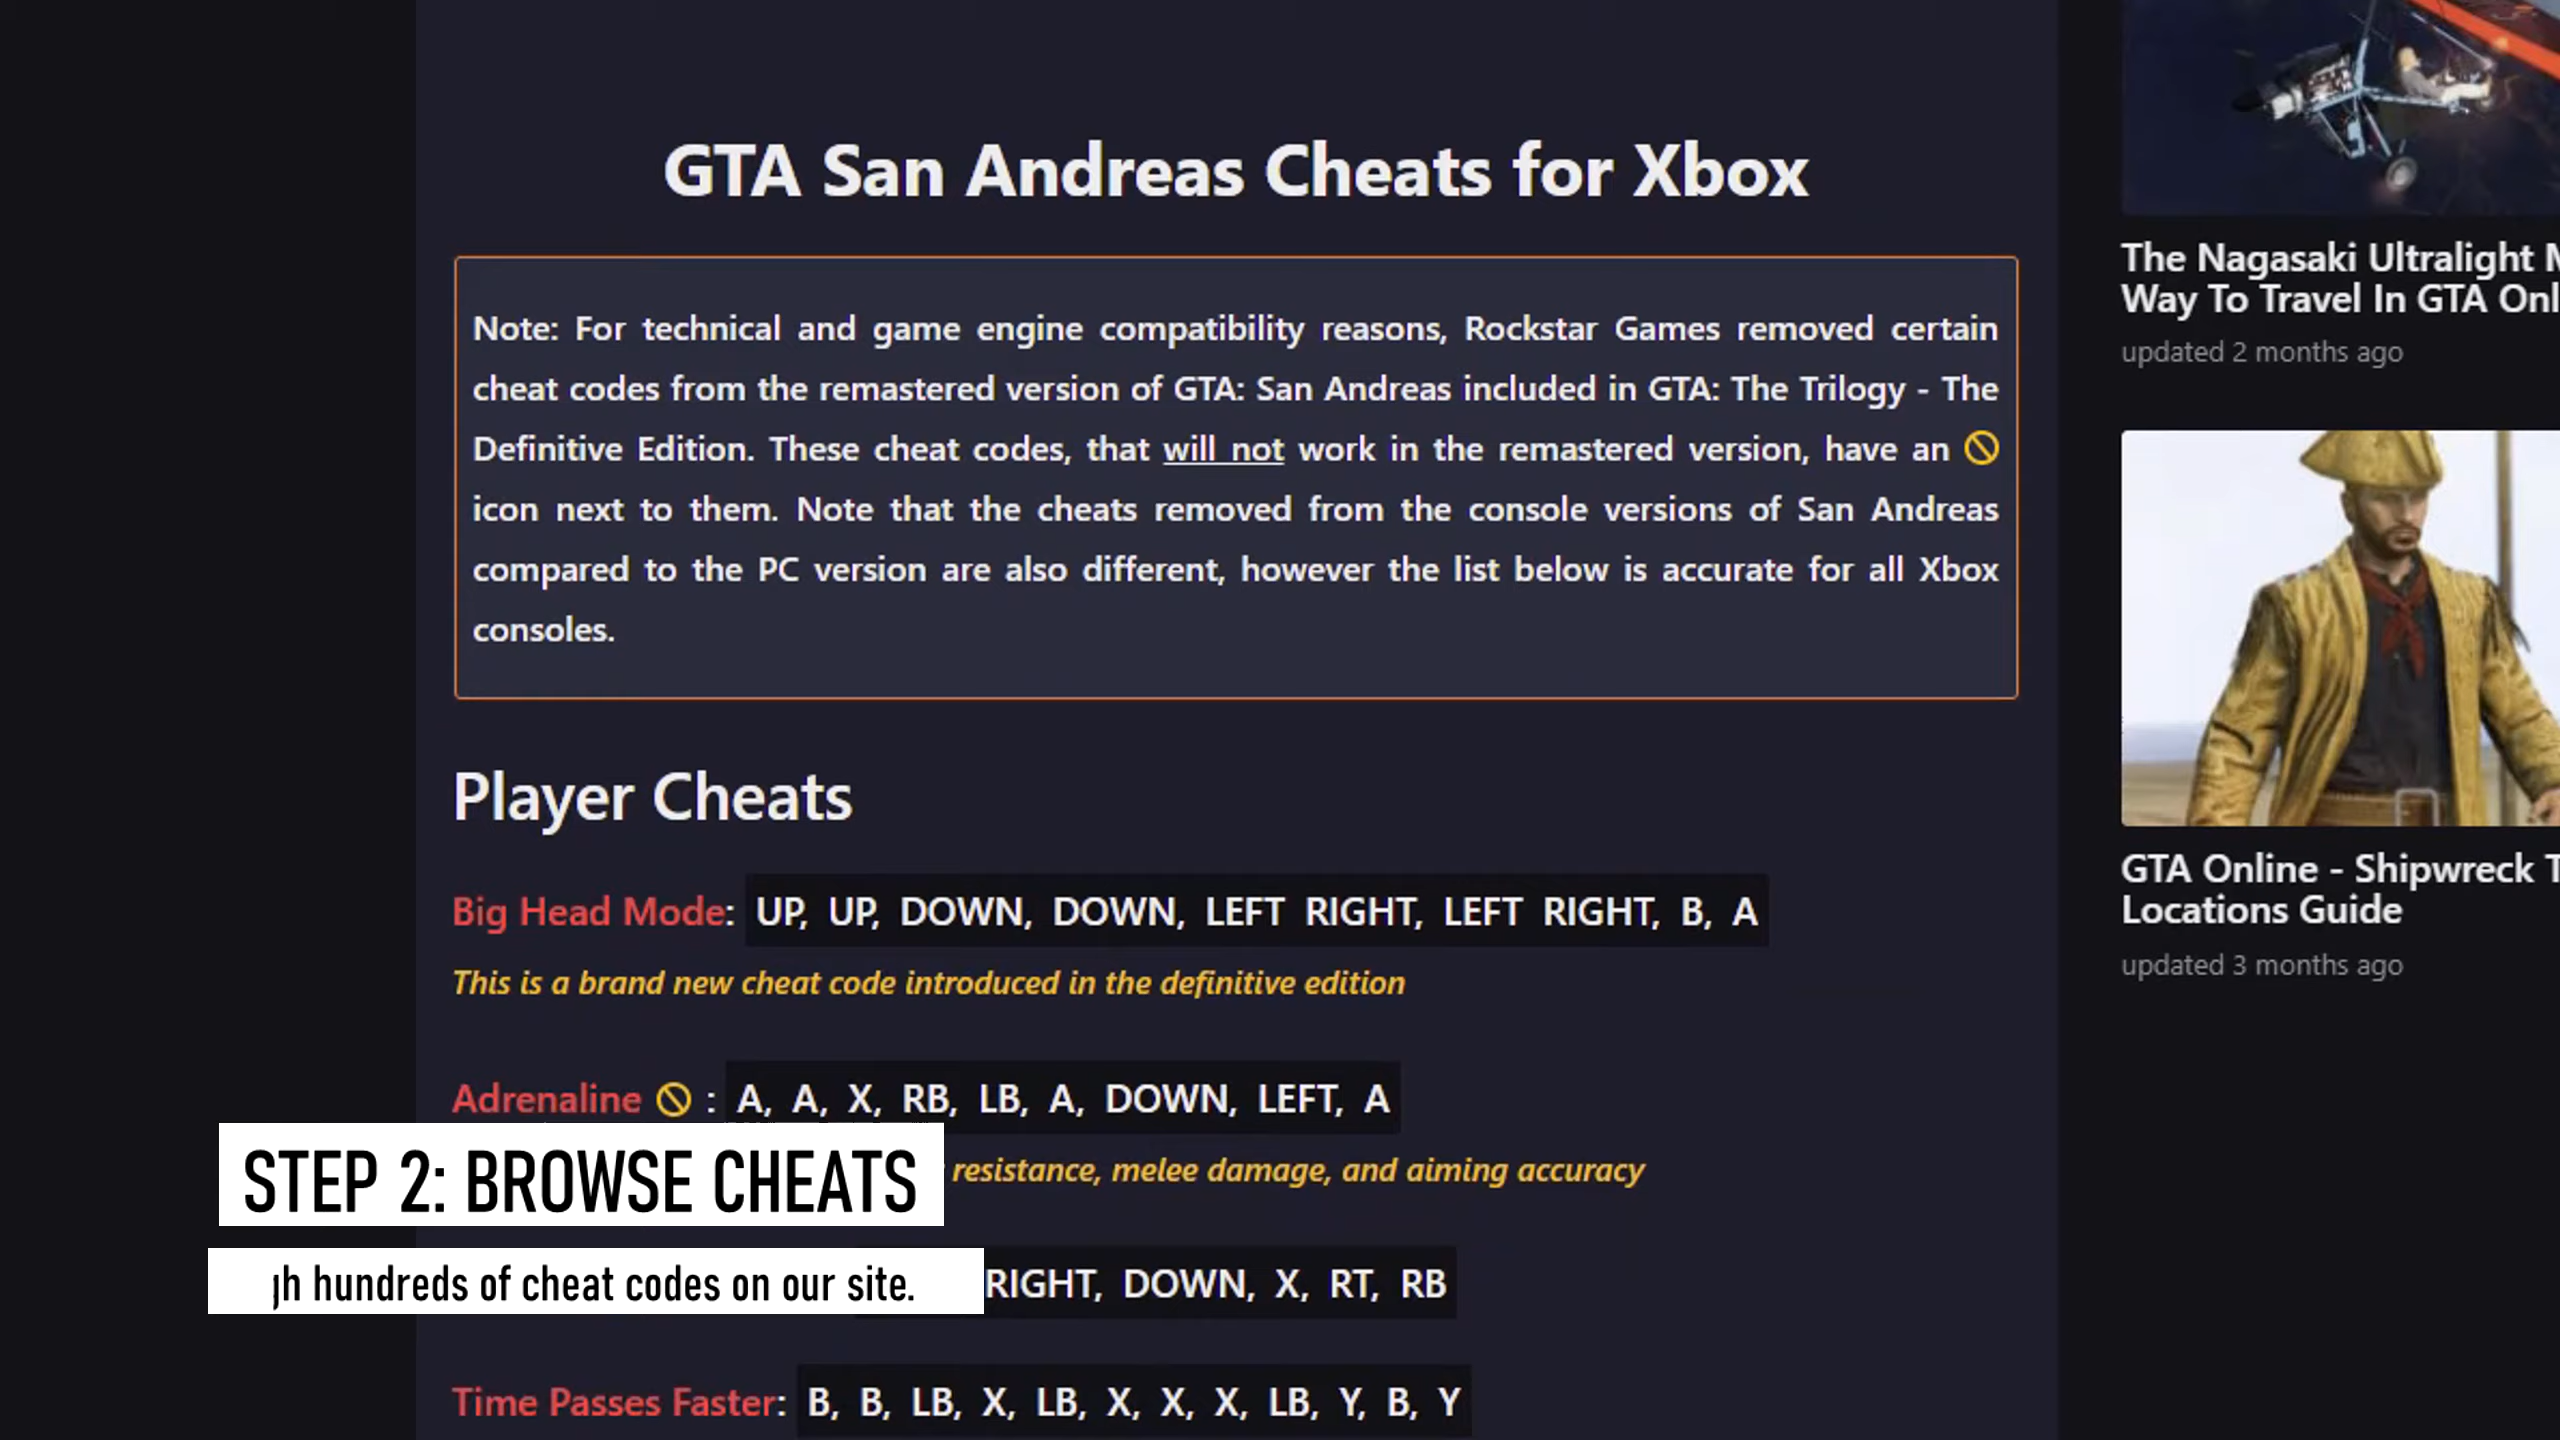 GTA San Andreas Cheats for Xbox
Note: For technical and game engine compatibility reasons, Rockstar Games removed certain
cheat codes from the remastered version of GTA: San Andreas included in GTA: The Trilogy - The
Definitive Edition. These cheat codes, that will not work in the remastered version, have an 🚫
icon next to them. Note that the cheats removed from the console versions of San Andreas
compared to the PC version are also different, however the list below is accurate for all Xbox
consoles.
Player Cheats
Big Head Mode: UP, UP, DOWN, DOWN, LEFT RIGHT, LEFT RIGHT, B, A
This is a brand new cheat code introduced in the definitive edition
Adrenaline 🚫 : A, A, X, RB, LB, A, DOWN, LEFT, A
resistance, melee damage, and aiming accuracy
RIGHT, DOWN, X, RT, RB
Time Passes Faster: B, B, LB, X, LB, X, X, X, LB, Y, B, Y
STEP 2: BROWSE CHEATS
hundreds of cheat codes on our site.
The Nagasaki Ultralight
Way To Travel In GTA
updated 2 months ago
GTA Online - Shipwreck
Locations Guide
updated 3 months ago